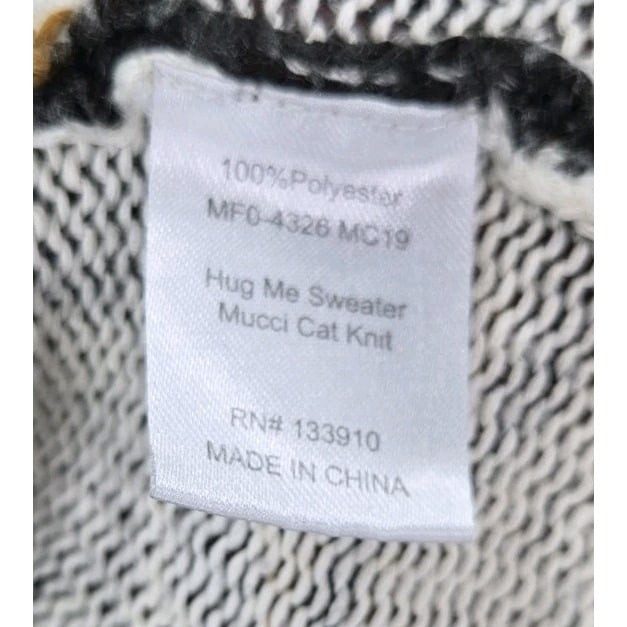 100%Polyester
MF0-4326 MC19
Hug Me Sweater
Mucci Cat Knit
RN# 133910
MADE IN CHINA